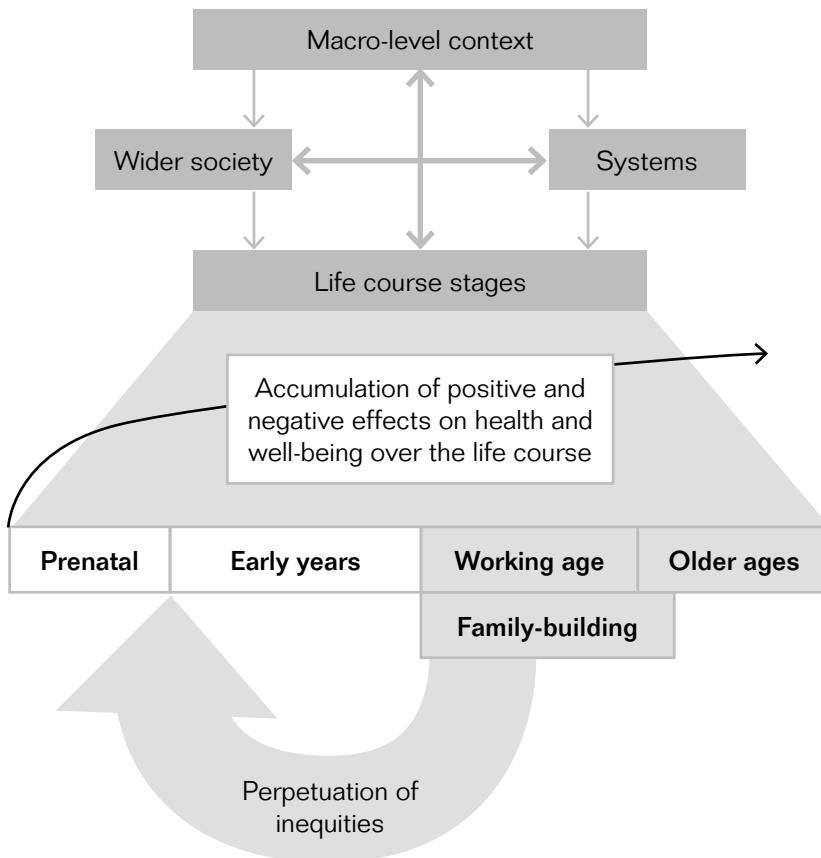 Macro-level context
Wider society
Systems
Life course stages
Accumulation of positive and
negative effects on health and
well-being over the life course
Prenatal
Early years
Working age
Older ages
Family-building
Perpetuation of
inequities